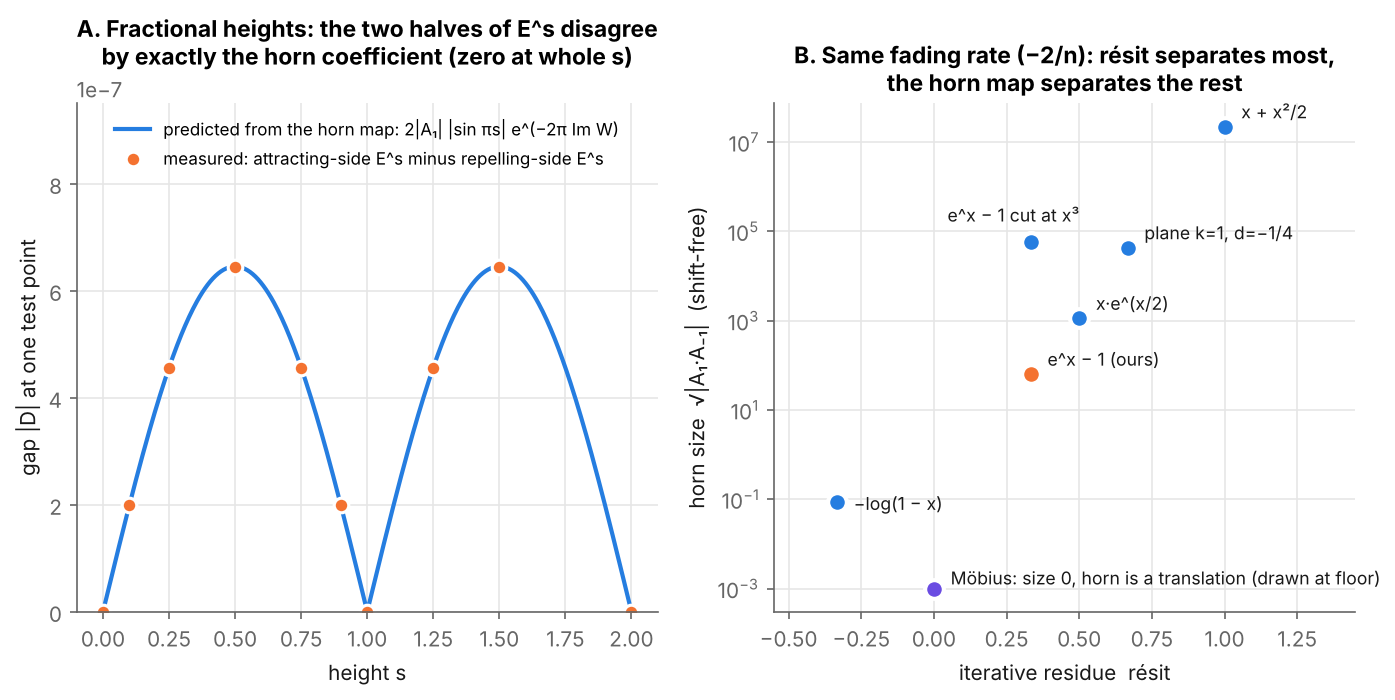 A. Fractional heights: the two halves of E^s disagree
by exactly the horn coefficient (zero at whole s)
1e−7
predicted from the horn map: 2|A₁| |sin πs| e^(−2π Im W)
measured: attracting-side E^s minus repelling-side E^s
gap |D| at one test point
8
6
4
2
0
0.00 0.25 0.50 0.75 1.00 1.25 1.50 1.75 2.00
height s
B. Same fading rate (−2/n): résit separates most,
the horn map separates the rest
horn size √|A₁·A₋₁| (shift-free)
10⁷
10⁵
10³
10¹
10⁻¹
10⁻³
x + x²/2
e^x − 1 cut at x³
plane k=1, d=−1/4
x·e^(x/2)
e^x − 1 (ours)
−log(1 − x)
Möbius: size 0, horn is a translation (drawn at floor)
−0.50 −0.25 0.00 0.25 0.50 0.75 1.00 1.25
iterative residue résit